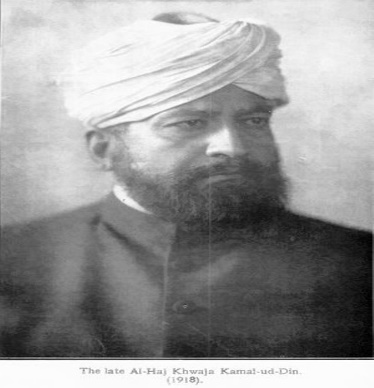 The late Al-Haj Khwaja Kamal-ud-Din.
(1918).